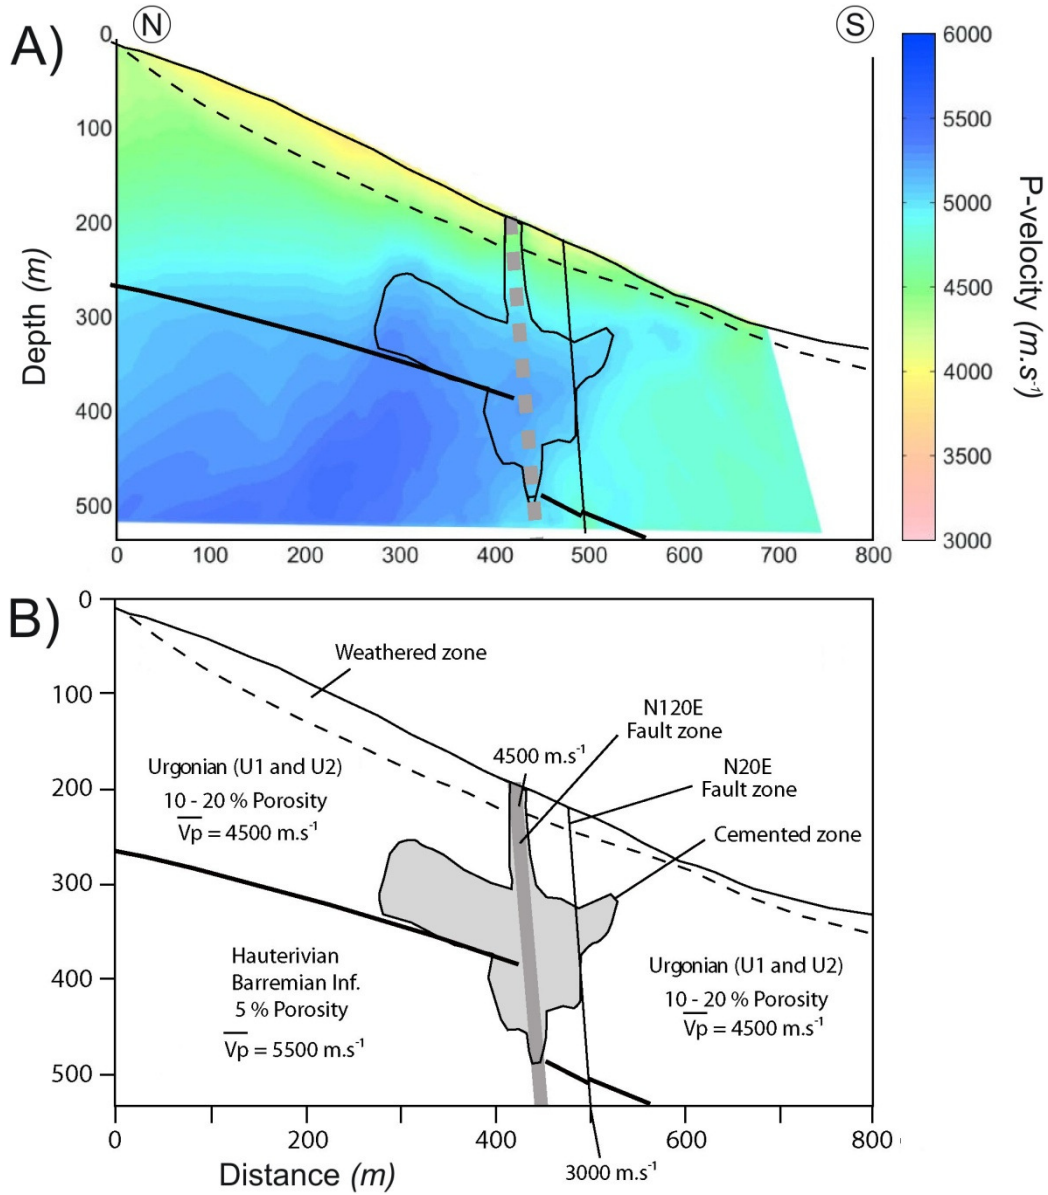 A)
N
S
0
100
200
300
400
500
Depth (m)
0
100
200
300
400
500
600
700
800
6000
5500
5000
4500
4000
3500
3000
P-velocity (m.s-1)
B)
0
100
200
300
400
500
Weathered zone
N120E
Fault zone
4500 m.s-1
N20E
Fault zone
Cemented zone
Urgonian (U1 and U2)
10 - 20 % Porosity
Vp = 4500 m.s-1
Hauterivian
Barremian Inf.
5 % Porosity
Vp = 5500 m.s-1
Urgonian (U1 and U2)
10 - 20 % Porosity
Vp = 4500 m.s-1
0
200
400
600
800
3000 m.s-1
Distance (m)